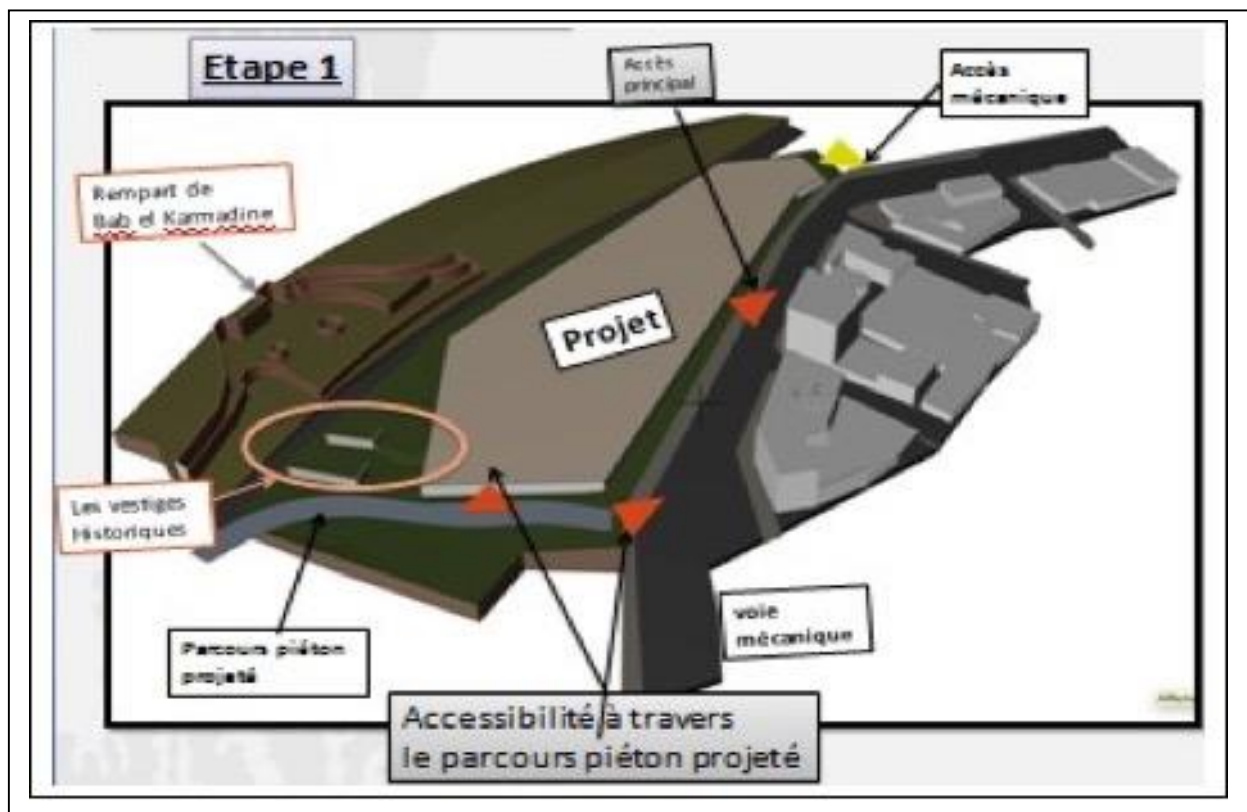 Etape 1
Accès
principal
Accès
mécanique
Rempart de
Bab el Karmadine
Projet
Les vestiges
Historiques
Parcours piéton
projeté
voie
mécanique
Accessibilité à travers
le parcours piéton projeté